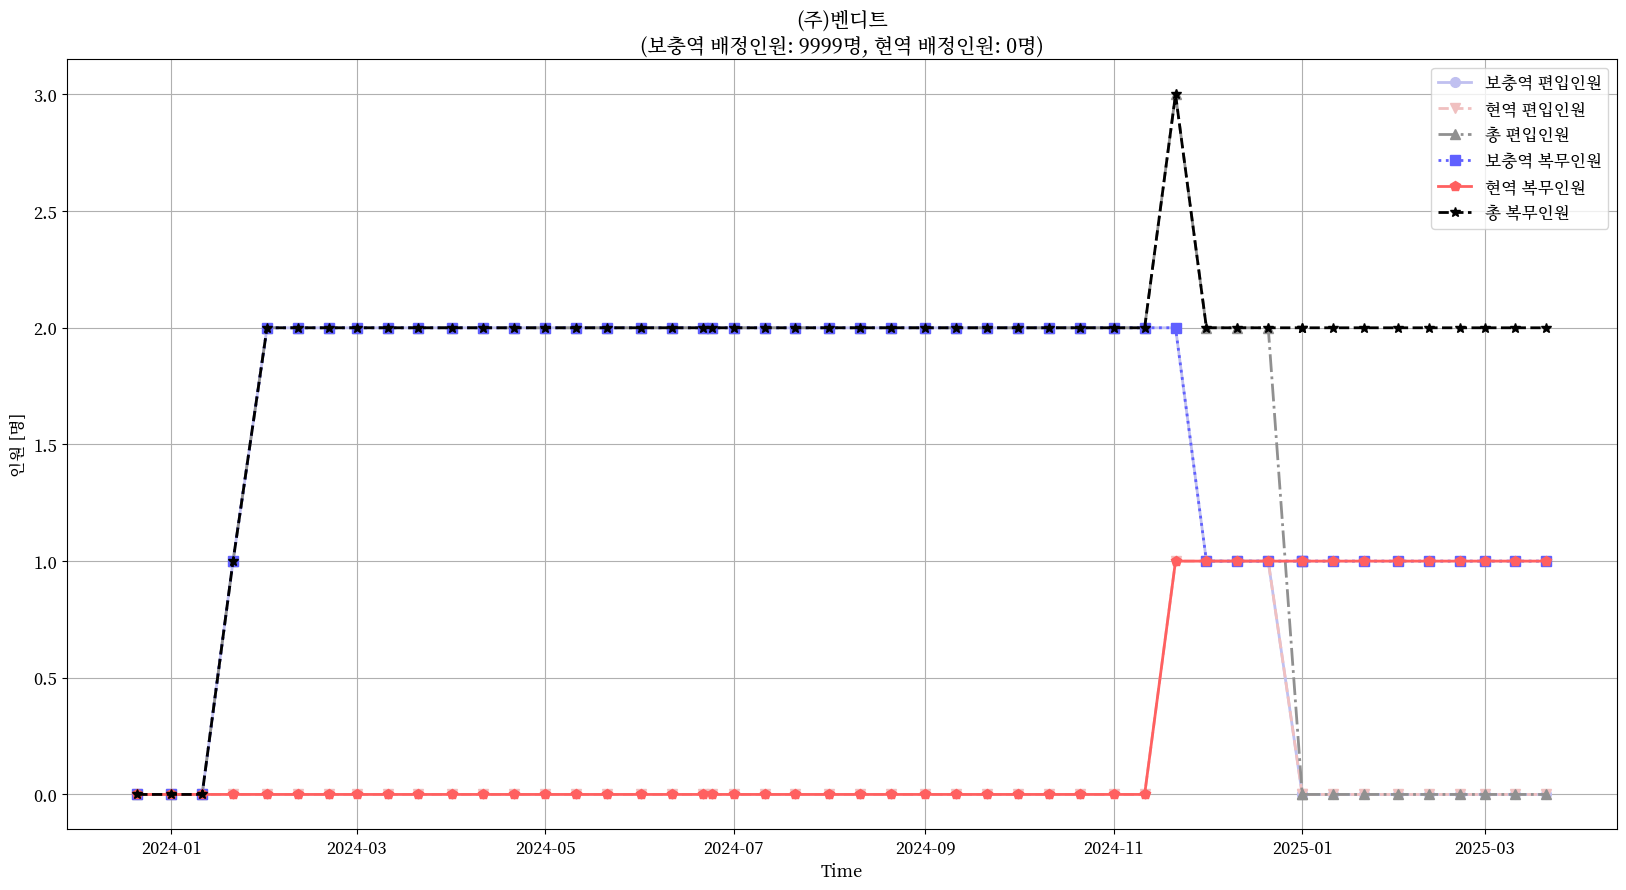 (주)벤디트
(보충역 배정인원: 9999명, 현역 배정인원: 0명)
3.0
2.5
2.0
1.5
1.0
0.5
0.0
인원 [명]
보충역 편입인원
현역 편입인원
총 편입인원
보충역 복무인원
현역 복무인원
총 복무인원
2024-01
2024-03
2024-05
2024-07
2024-09
2024-11
2025-01
2025-03
Time